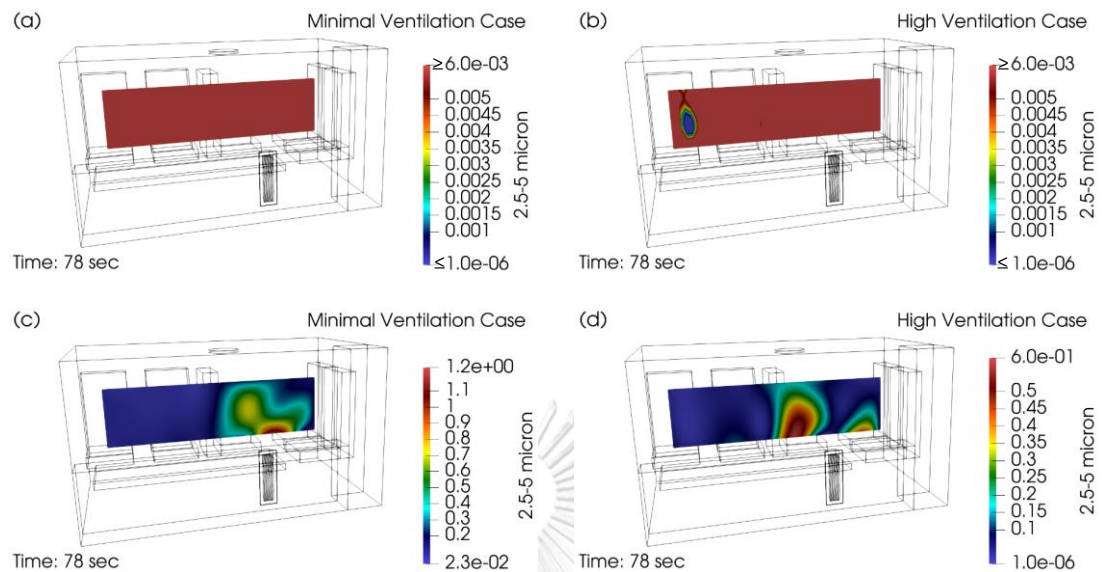 (a) Minimal Ventilation Case
≥6.0e-03
0.005
0.0045
0.004
0.0035
0.003
0.0025
0.002
0.0015
0.001
≤1.0e-06
2.5-5 micron
Time: 78 sec
(b) High Ventilation Case
≥6.0e-03
0.005
0.0045
0.004
0.0035
0.003
0.0025
0.002
0.0015
0.001
≤1.0e-06
2.5-5 micron
Time: 78 sec
(c) Minimal Ventilation Case
1.2e+00
1.1
1
0.9
0.8
0.7
0.6
0.5
0.4
0.3
0.2
2.3e-02
2.5-5 micron
Time: 78 sec
(d) High Ventilation Case
6.0e-01
0.5
0.45
0.4
0.35
0.3
0.25
0.2
0.15
0.1
1.0e-06
2.5-5 micron
Time: 78 sec